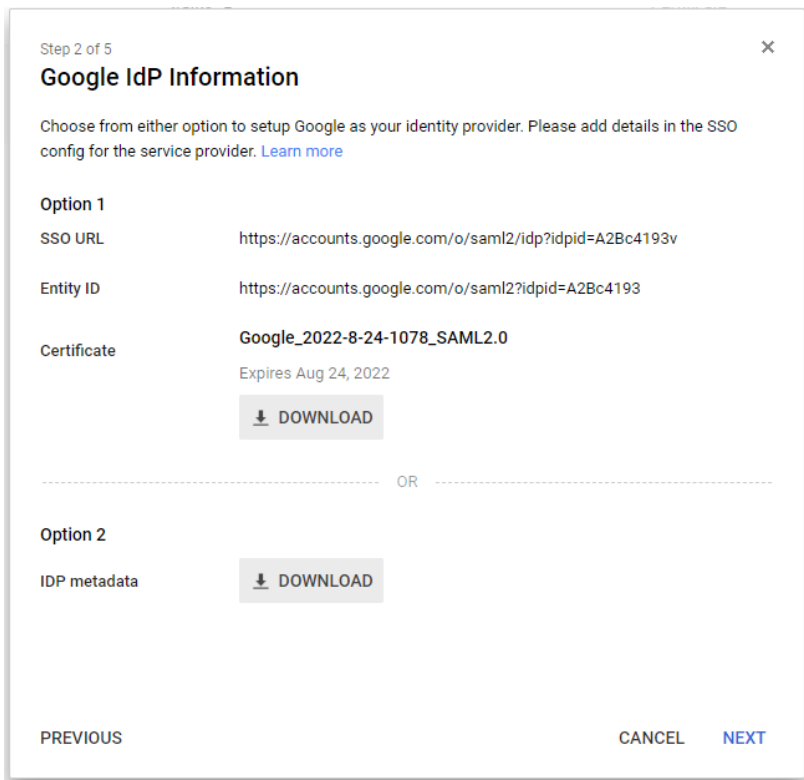 Step 2 of 5
Google IdP Information
Choose from either option to setup Google as your identity provider. Please add details in the SSO
config for the service provider. Learn more
Option 1
SSO URL https://accounts.google.com/o/saml2/idp?idpid=A2Bc4193v
Entity ID https://accounts.google.com/o/saml2?idpid=A2Bc4193
Certificate Google_2022-8-24-1078_SAML2.0
Expires Aug 24, 2022
DOWNLOAD
OR
Option 2
IDP metadata DOWNLOAD
PREVIOUS CANCEL NEXT